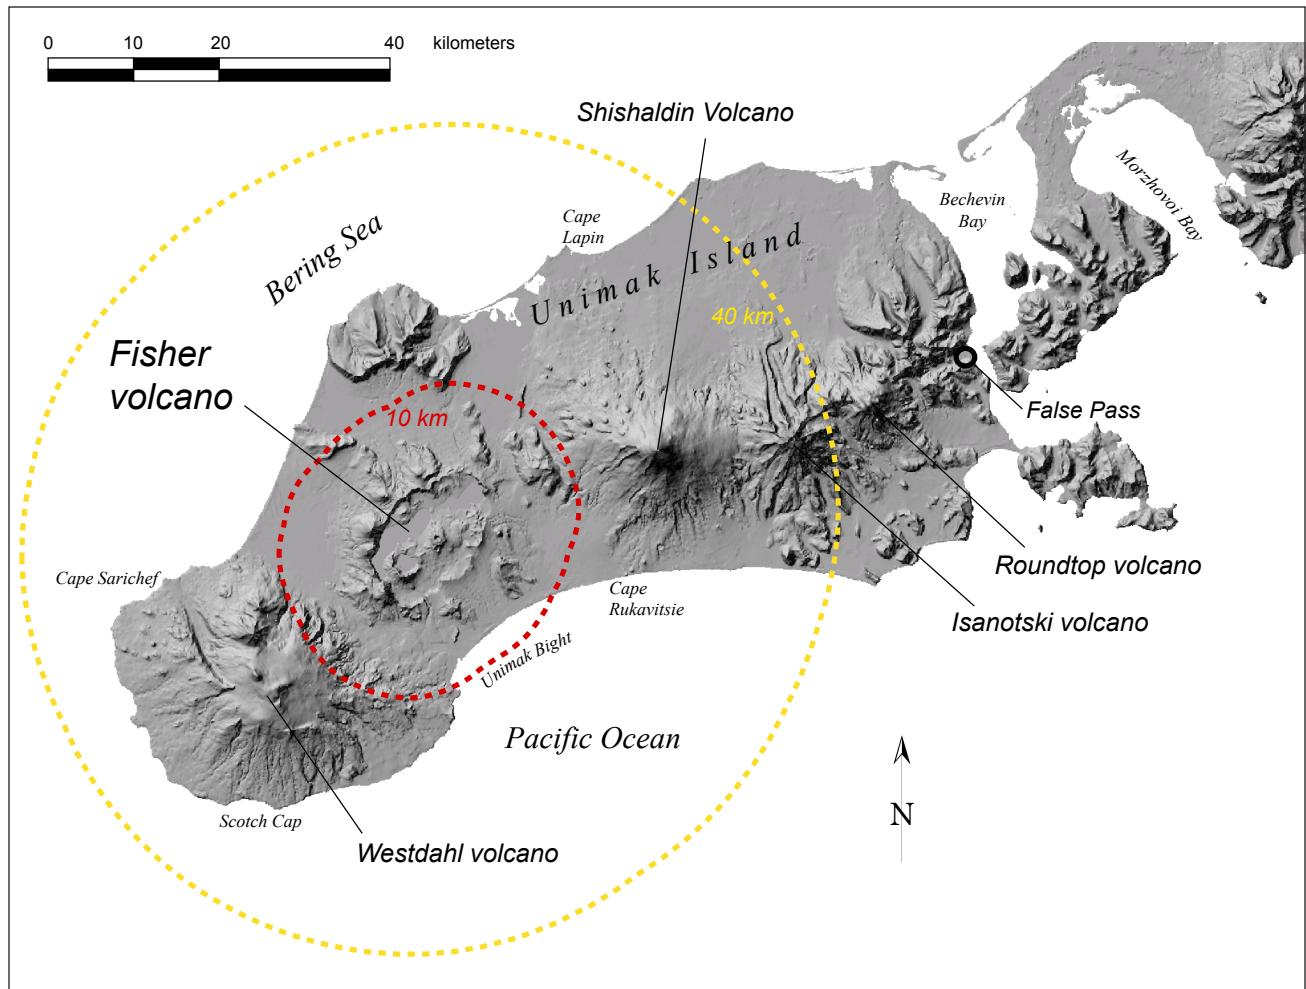 0 10 20 40 kilometers
Shishaldin Volcano
Morzhovoi Bay
Bechevin
Bay
Cape
Lapin
Bering Sea
Unimak Island
40 km
Fisher
volcano
10 km
False Pass
Roundtop volcano
Cape Sarichef
Cape
Rukavitsie
Isanotski volcano
Unimak Bight
Pacific Ocean
N
Scotch Cap
Westdahl volcano